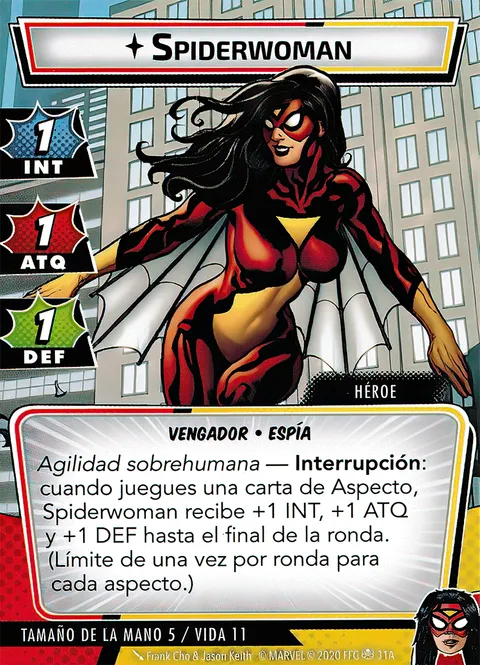 SPIDERWOMAN
1
INT
1
ATQ
1
DEF
HÉROE
VENGADOR • ESPÍA
Agilidad sobrehumana — Interrupción:
cuando juegues una carta de Aspecto,
Spiderwoman recibe +1 INT, +1 ATQ
y +1 DEF hasta el final de la ronda.
(Límite de una vez por ronda para
cada aspecto.)
TAMAÑO DE LA MANO 5 / VIDA 11
Frank Cho & Jason Keith © MARVEL © 2020 FFG 31A